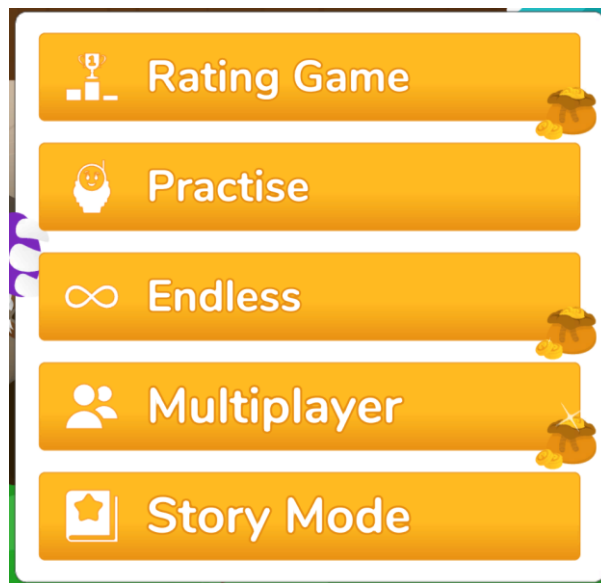 Rating Game
Practise
Endless
Multiplayer
Story Mode